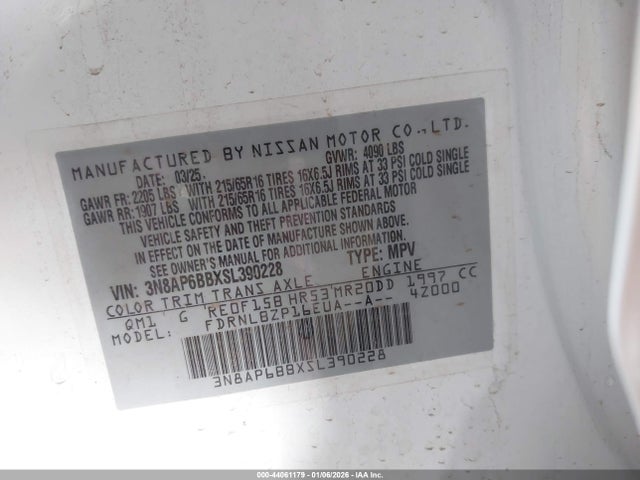 MANUFACTURED BY NISSAN MOTOR CO., LTD.
DATE: 03/25. GVWR: 4090 LBS
GAWR FR: 2205 LBS WITH 215/65R16 TIRES 16X6.5J RIMS AT 33 PSI COLD SINGLE
GAWR RR: 1907 LBS WITH 215/65R16 TIRES 16X6.5J RIMS AT 33 PSI COLD SINGLE
THIS VEHICLE CONFORMS TO ALL APPLICABLE FEDERAL MOTOR
VEHICLE SAFETY AND THEFT PREVENTION STANDARDS
IN EFFECT ON THE DATE OF MANUFACTURE SHOWN ABOVE.
SEE OWNER'S MANUAL FOR ADDITIONAL INFORMATION.
VIN: 3N8AP6BBXSL390228 TYPE: MPV
COLOR TRIM TRANS AXLE ENGINE
QM1 G RE0F15B HR53 MR20DD 1997 CC
MODEL: FDRNLBZP16EUA--A-- 4Z000
3N8AP6BBXSL390228
000-44061179 - 01/06/2026 - IAA Inc.